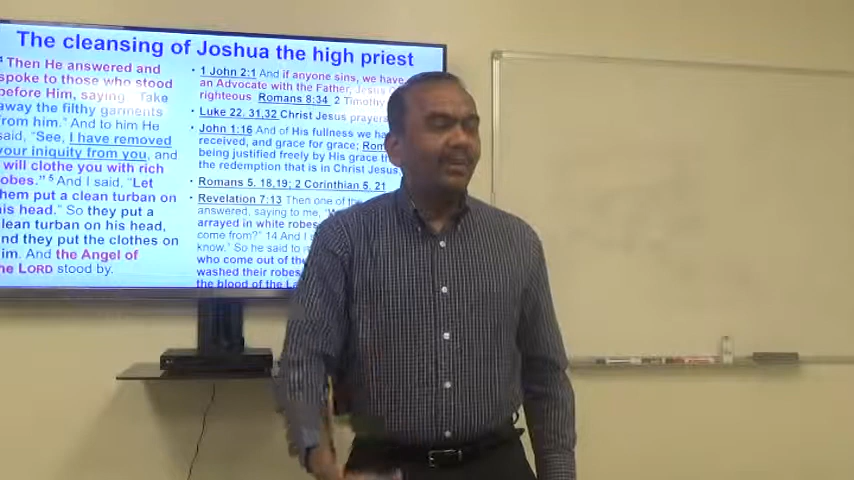 The cleansing of Joshua the high priest
4 Then He answered and
spoke to those who stood
before Him, saying, "Take
away the filthy garments
from him." And to him He
said, "See, I have removed
your iniquity from you, and
will clothe you with rich
robes." 5 And I said, "Let
them put a clean turban on
his head." So they put a
clean turban on his head,
and they put the clothes on
him. And the Angel of
the LORD stood by.
• 1 John 2:1 And if anyone sins, we have
an Advocate with the Father, Jesus
righteous Romans 8:34 2 Timothy
• Luke 22. 31,32 Christ Jesus prayers
• John 1:16 And of His fullness we
received, and grace for grace;
being justified freely by His grace
the redemption that is in Christ Jesus
• Romans 5. 18,19; 2 Corinthian 5. 21
• Revelation 7:13 Then one of
answered, saying to me,
arrayed in white robes
from?" 14 And I
know." So he said to
who come out of the
washed their robes
the blood of the